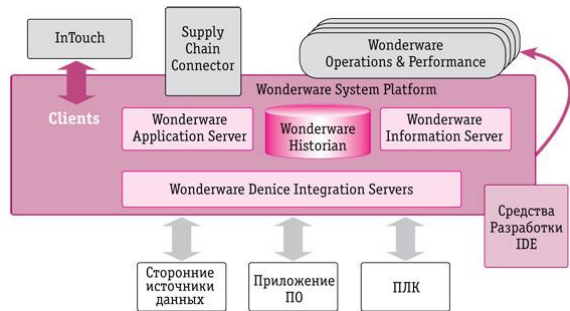 InTouch
Supply
Chain
Connector
Wonderware
Operations & Performance
Wonderware System Platform
Clients
Wonderware
Application Server
Wonderware
Historian
Wonderware
Information Server
Wonderware Denice Integration Servers
Средства
Разработки
IDE
Сторонние
источники
данных
Приложение
ПО
ПЛК